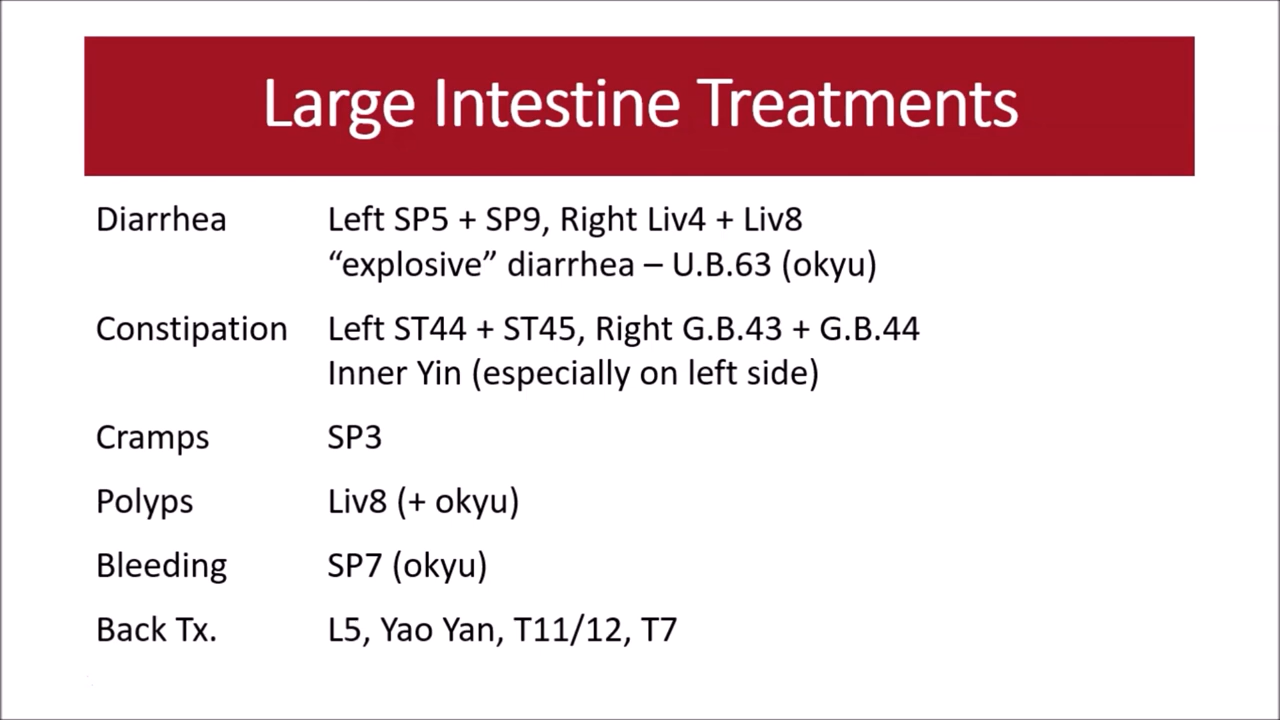 Large Intestine Treatments
Diarrhea Left SP5 + SP9, Right Liv4 + Liv8
“explosive” diarrhea – U.B.63 (okyu)
Constipation Left ST44 + ST45, Right G.B.43 + G.B.44
Inner Yin (especially on left side)
Cramps SP3
Polyps Liv8 (+ okyu)
Bleeding SP7 (okyu)
Back Tx. L5, Yao Yan, T11/12, T7